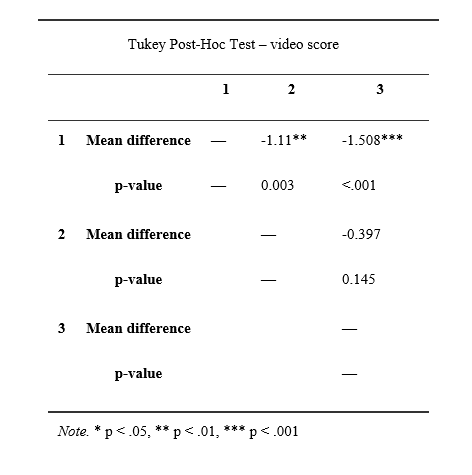 Tukey Post-Hoc Test – video score
1 2 3
1 Mean difference — -1.11** -1.508***
p-value — 0.003 <.001
2 Mean difference — -0.397
p-value — 0.145
3 Mean difference —
p-value —
Note. * p < .05, ** p < .01, *** p < .001